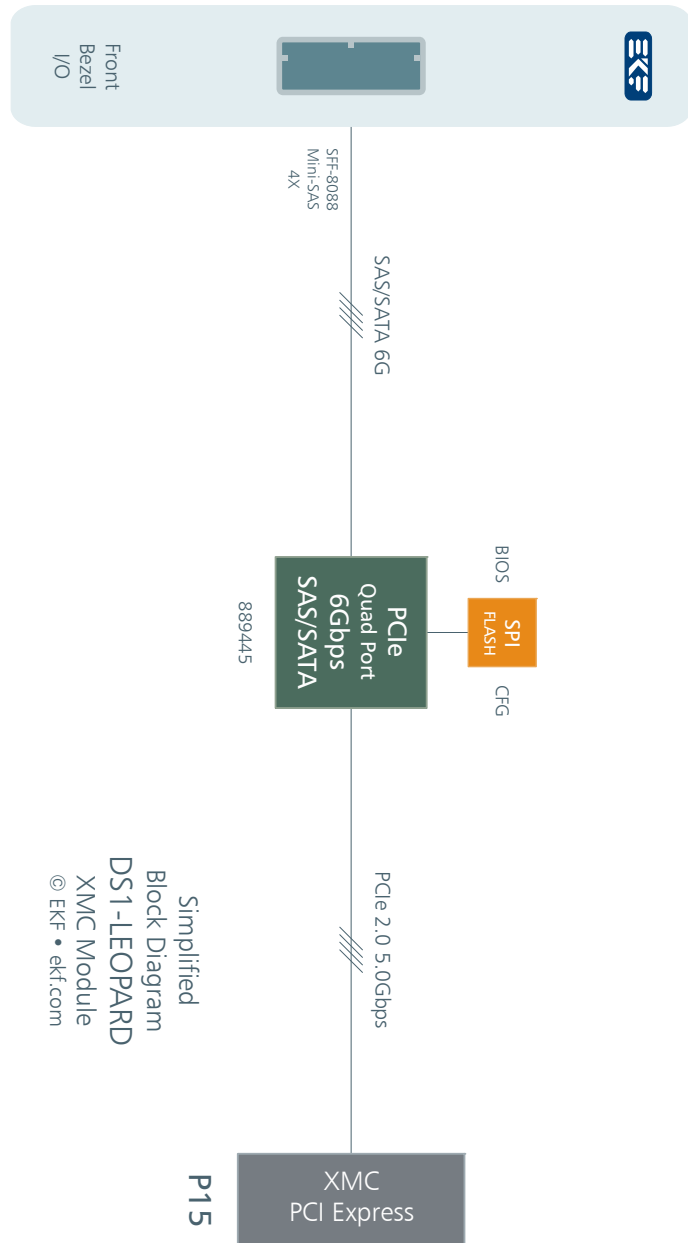 EKF
Front
Bezel
I/O
SFF-8088
Mini-SAS
4X
SAS/SATA 6G
BIOS
SPI
FLASH
CFG
PCIe
Quad Port
6Gbps
SAS/SATA
889445
PCIe 2.0 5.0Gbps
Simplified
Block Diagram
DS1-LEOPARD
XMC Module
© EKF • ekf.com
P15
XMC
PCI Express